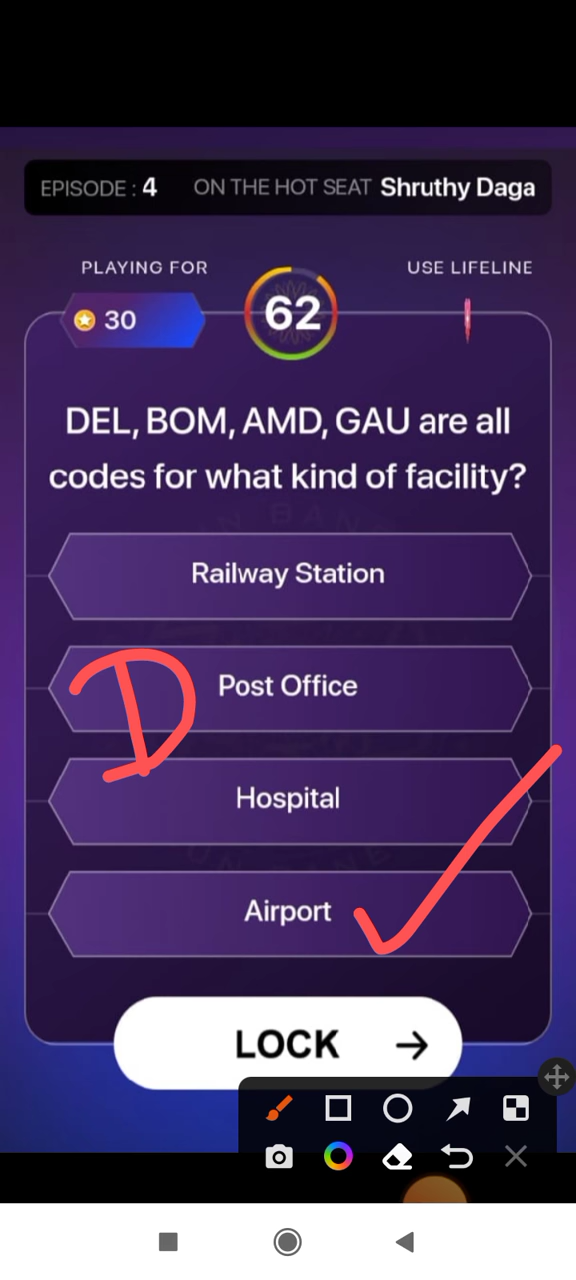 EPISODE : 4 ON THE HOT SEAT Shruthy Daga
PLAYING FOR USE LIFELINE
30
62
DEL, BOM, AMD, GAU are all
codes for what kind of facility?
Railway Station
D
Post Office
Hospital
Airport
LOCK